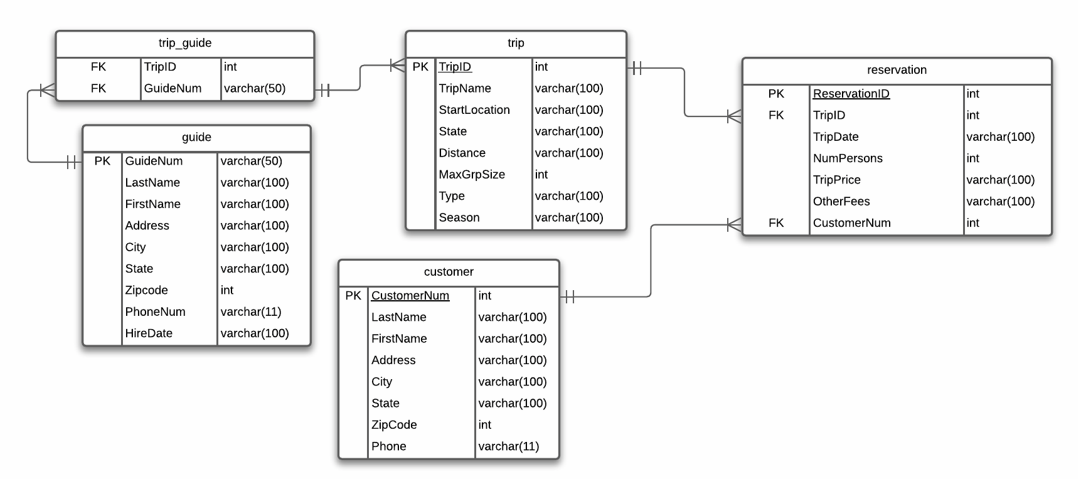 trip_guide
FK TripID int
FK GuideNum varchar(50)
guide
PK GuideNum varchar(50)
LastName varchar(100)
FirstName varchar(100)
Address varchar(100)
City varchar(100)
State varchar(100)
Zipcode int
PhoneNum varchar(11)
HireDate varchar(100)
trip
PK TripID int
TripName varchar(100)
StartLocation varchar(100)
State varchar(100)
Distance varchar(100)
MaxGrpSize int
Type varchar(100)
Season varchar(100)
customer
PK CustomerNum int
LastName varchar(100)
FirstName varchar(100)
Address varchar(100)
City varchar(100)
State varchar(100)
ZipCode int
Phone varchar(11)
reservation
PK ReservationID int
FK TripID int
TripDate varchar(100)
NumPersons int
TripPrice varchar(100)
OtherFees varchar(100)
FK CustomerNum int